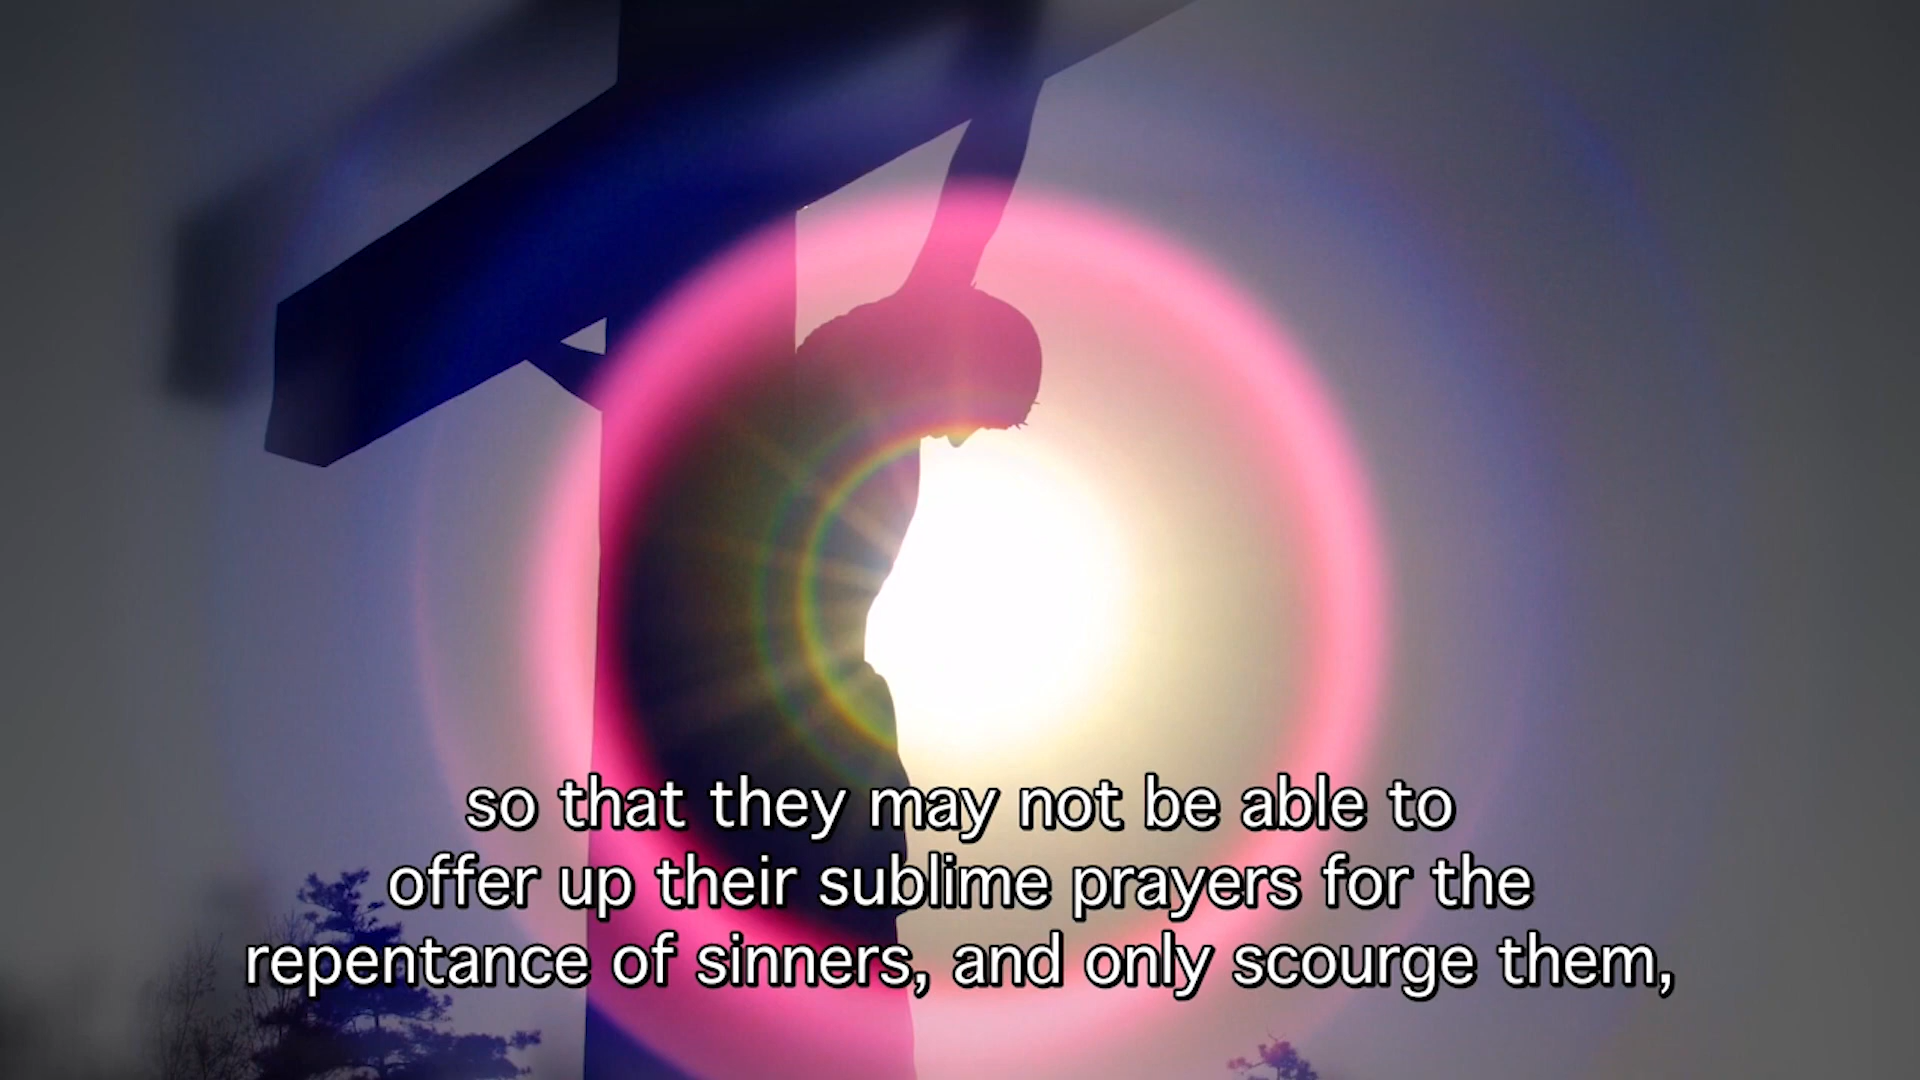 so that they may not be able to
offer up their sublime prayers for the
repentance of sinners, and only scourge them,